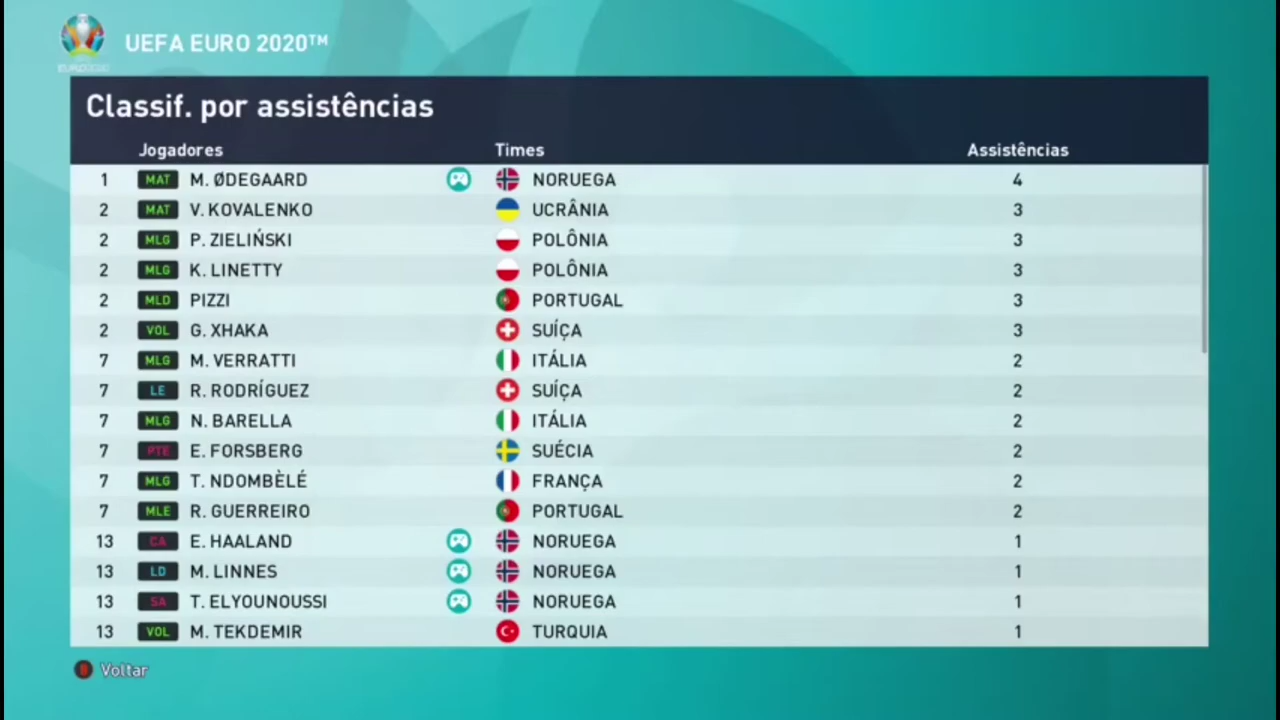 UEFA EURO 2020™
Classif. por assistências
Jogadores Times Assistências
1 MAT M. ØDEGAARD NORUEGA 4
2 MAT V. KOVALENKO UCRÂNIA 3
2 MLG P. ZIELIŃSKI POLÔNIA 3
2 MLG K. LINETTY POLÔNIA 3
2 MLD PIZZI PORTUGAL 3
2 VOL G. XHAKA SUÍÇA 3
7 MLG M. VERRATTI ITÁLIA 2
7 LE R. RODRÍGUEZ SUÍÇA 2
7 MLG N. BARELLA ITÁLIA 2
7 PTE E. FORSBERG SUÉCIA 2
7 MLG T. NDOMBÈLÉ FRANÇA 2
7 MLE R. GUERREIRO PORTUGAL 2
13 CA E. HAALAND NORUEGA 1
13 LD M. LINNES NORUEGA 1
13 SA T. ELYOUNOUSSI NORUEGA 1
13 VOL M. TEKDEMIR TURQUIA 1
Voltar